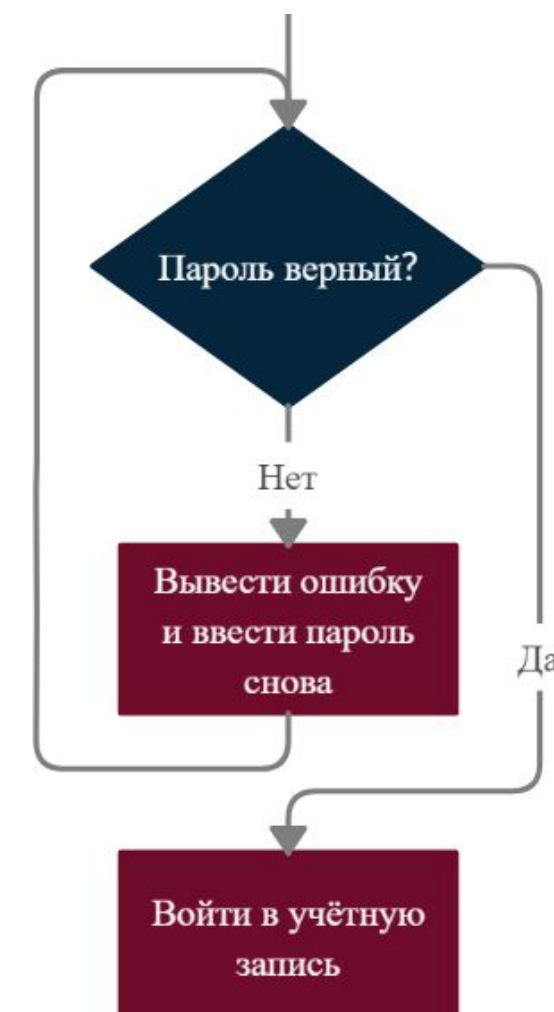 Пароль верный?
Нет
Вывести ошибку
и ввести пароль
снова
Да
Войти в учётную
запись